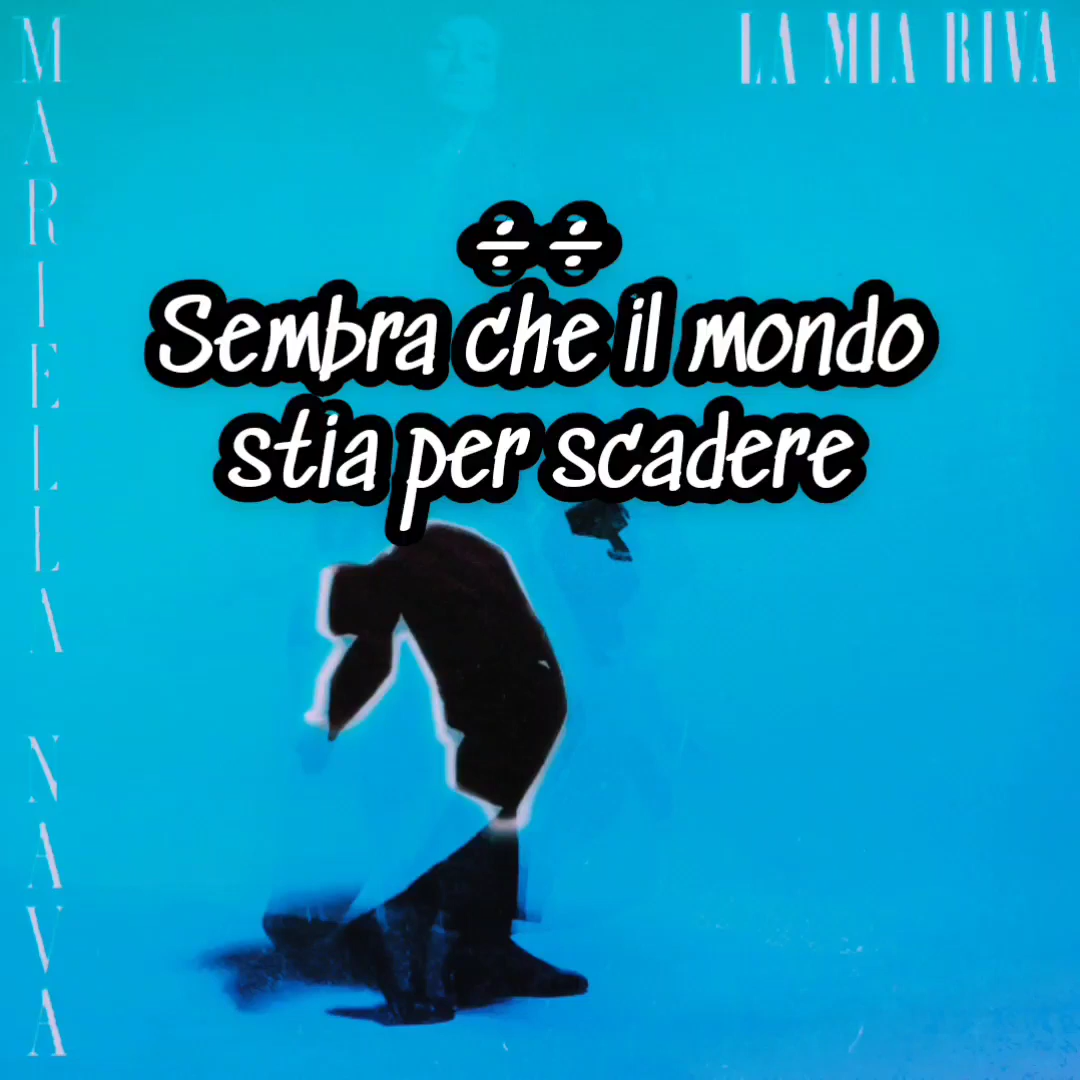 MARIELLA NAVA
LA MIA RIVA
÷÷
Sembra che il mondo
stia per scadere